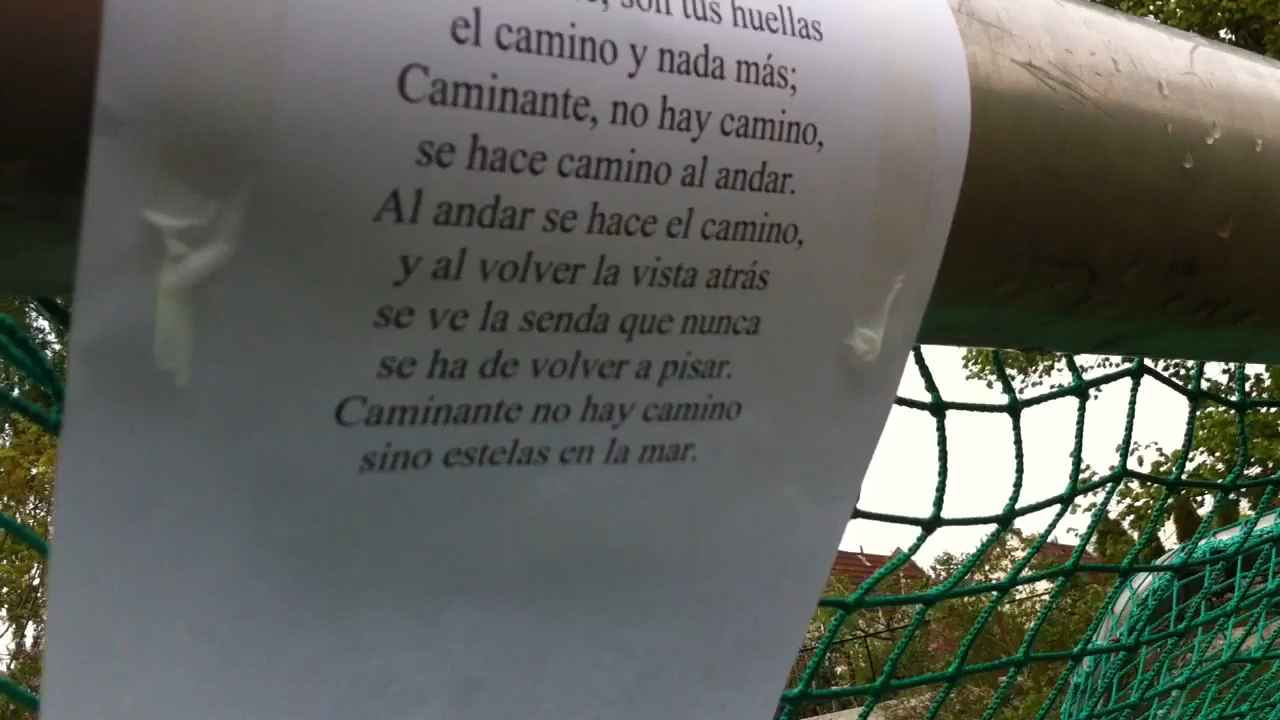 son tus huellas
el camino y nada más;
Caminante, no hay camino,
se hace camino al andar.
Al andar se hace el camino,
y al volver la vista atrás
se ve la senda que nunca
se ha de volver a pisar.
Caminante no hay camino
sino estelas en la mar.